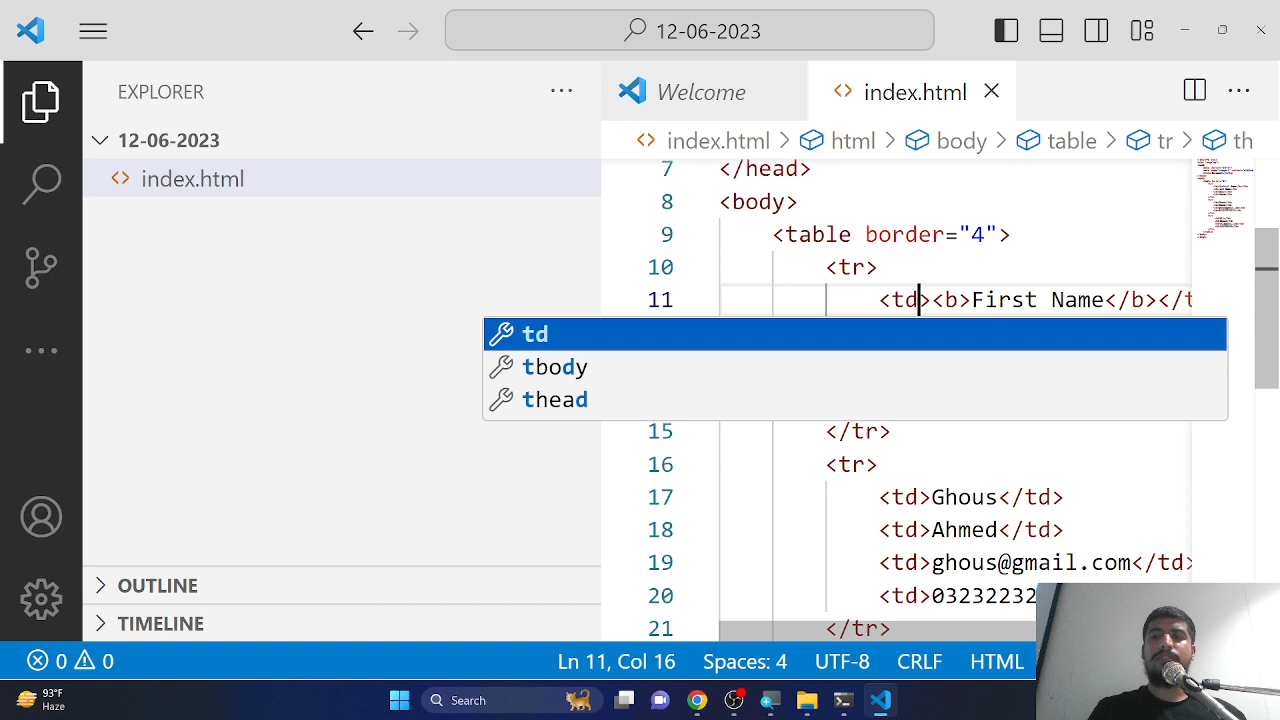 12-06-2023
EXPLORER
Welcome
index.html
12-06-2023
index.html > html > body > table > tr > th
index.html
7 </head>
8 <body>
9 <table border="4">
10 <tr>
11 <td><b>First Name</b></t
td
tbody
thead
15 </tr>
16 <tr>
17 <td>Ghous</td>
18 <td>Ahmed</td>
19 <td>ghous@gmail.com</td>
20 <td>03232232
21 </tr>
OUTLINE
TIMELINE
0 0 Ln 11, Col 16 Spaces: 4 UTF-8 CRLF HTML
93°F
Haze
Search